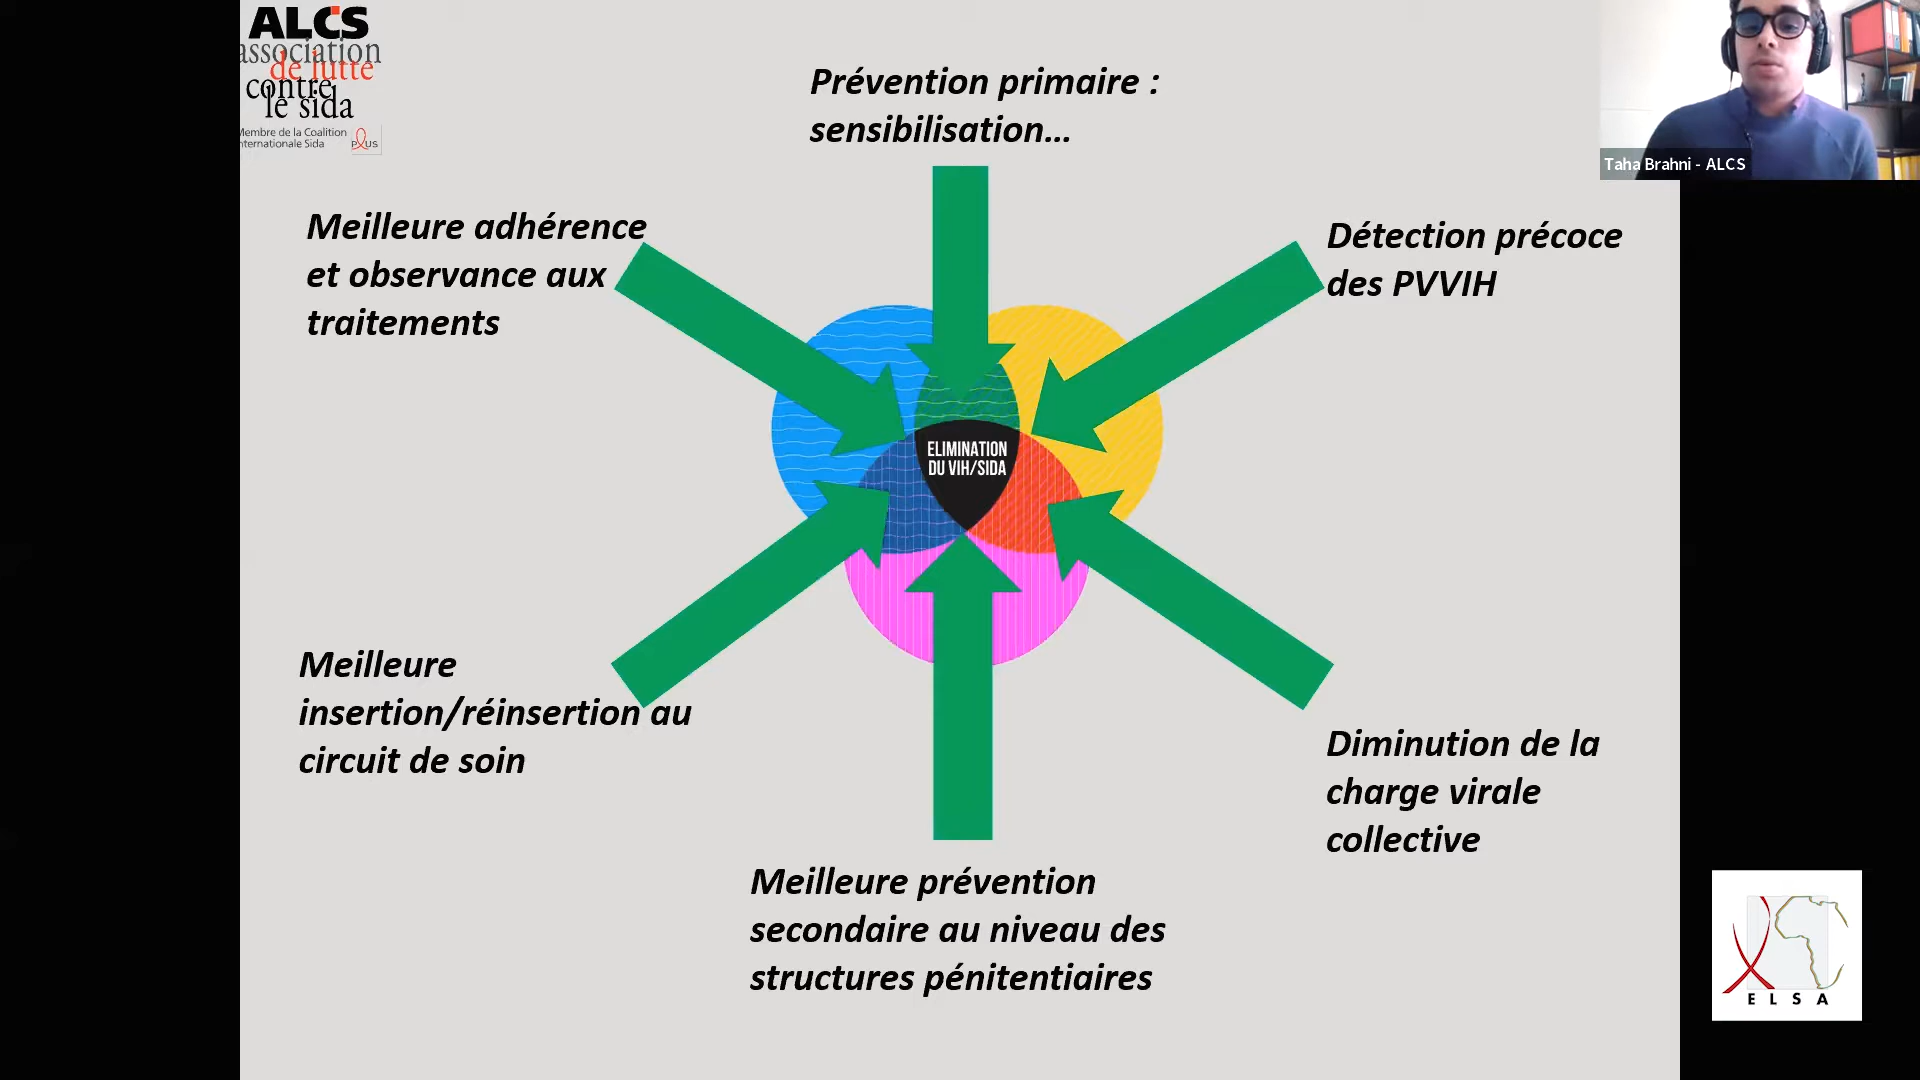 ALCS
association
de lutte
contre
le sida
Membre de la Coalition
Internationale Sida
PLUS
Prévention primaire :
sensibilisation...
Taha Brahni - ALCS
Meilleure adhérence
et observance aux
traitements
Détection précoce
des PVVIH
ELIMINATION
DU VIH/SIDA
Meilleure
insertion/réinsertion au
circuit de soin
Diminution de la
charge virale
collective
Meilleure prévention
secondaire au niveau des
structures pénitentiaires
ELSA